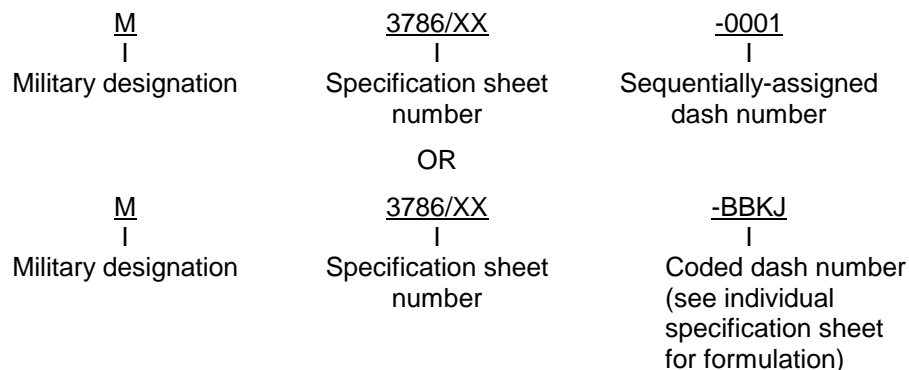 M 3786/XX -0001
I I I
Military designation Specification sheet Sequentially-assigned
number dash number
OR
M 3786/XX -BBKJ
I I I
Military designation Specification sheet Coded dash number
number (see individual
specification sheet
for formulation)